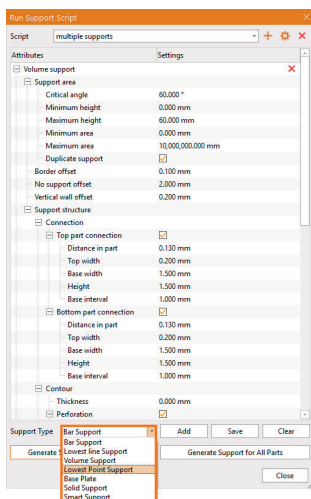 Run Support Script
Script multiple supports
Attributes Settings
Volume support
Support area
Critical angle 60.000 °
Minimum height 0.000 mm
Maximum height 60.000 mm
Minimum area 0.000 mm
Maximum area 10,000,000.000 mm
Duplicate support
Border offset 0.100 mm
No support offset 2.000 mm
Vertical wall offset 0.200 mm
Support structure
Connection
Top part connection
Distance in part 0.130 mm
Top width 0.200 mm
Base width 1.500 mm
Height 1.500 mm
Base interval 1.000 mm
Bottom part connection
Distance in part 0.130 mm
Top width 0.200 mm
Base width 1.500 mm
Height 1.500 mm
Base interval 1.000 mm
Contour
Thickness 0.000 mm
Perforation
Support Type Bar Support Add Save Clear
Bar Support
Lowest line Support
Generate Volume Support Generate Support for All Parts
Lowest Point Support
Base Plate
Close
Solid Support
Smart Support